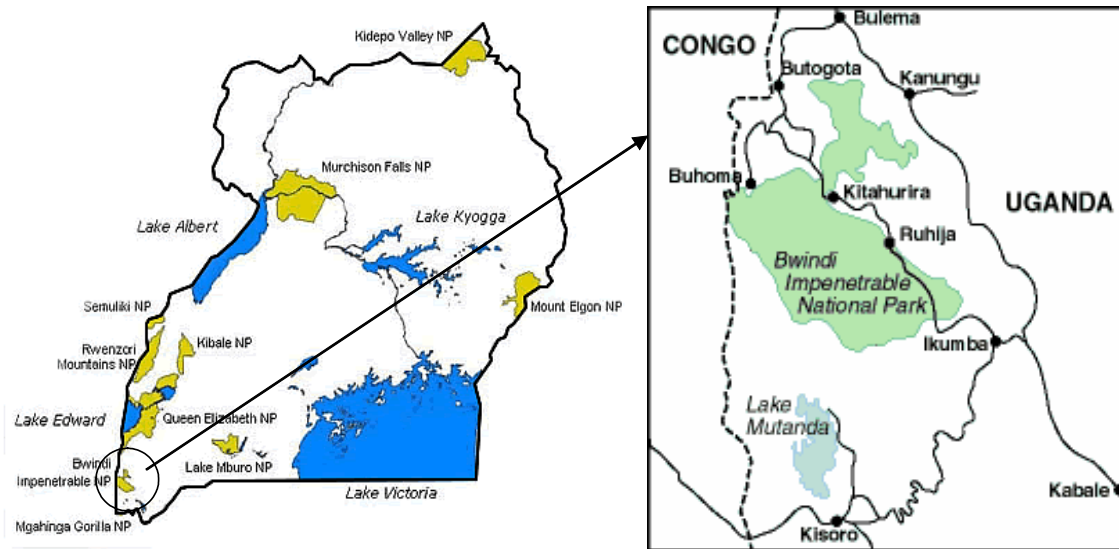 Kidepo Valley NP
Murchison Falls NP
Lake Albert
Lake Kyogga
Semuliki NP
Mount Elgon NP
Rwenzori
Mountains NP
Kibale NP
Lake Edward
Queen Elizabeth NP
Bwindi
Impenetrable NP
Lake Mburo NP
Lake Victoria
Mgahinga Gorilla NP
Bulema
CONGO
Butogota
Kanungu
Buhoma
Kitahurira
UGANDA
Ruhija
Bwindi
Impenetrable
National Park
Ikumba
Lake
Mutanda
Kabale
Kisoro